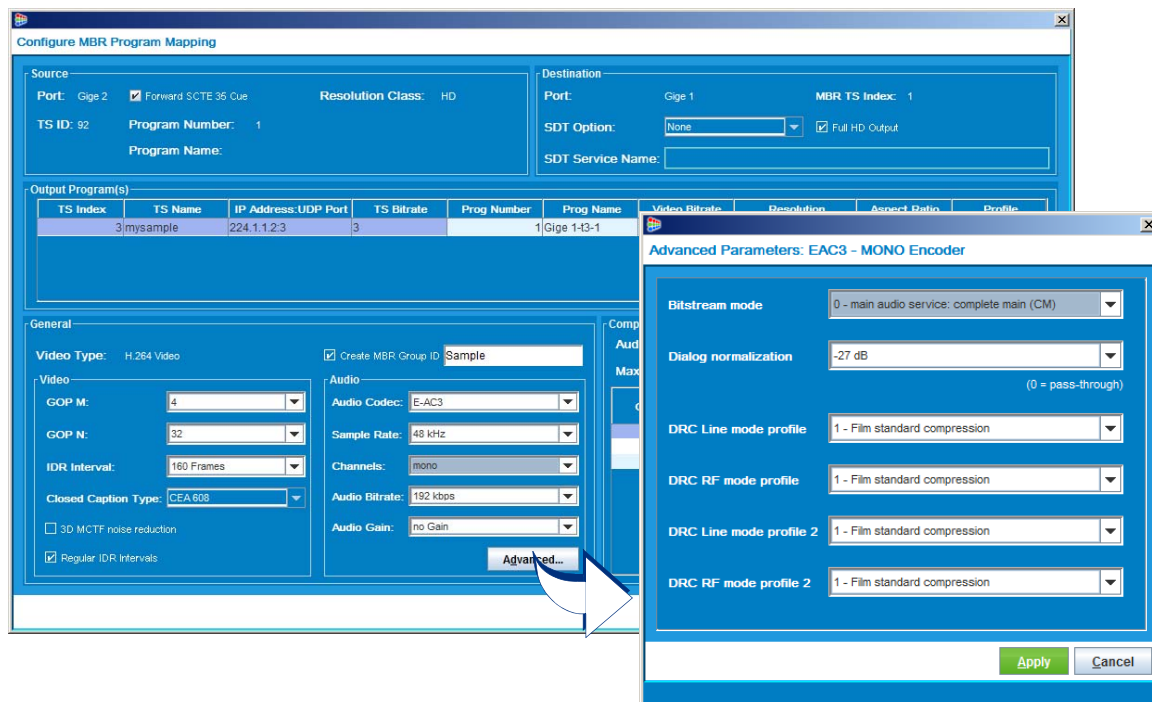 Configure MBR Program Mapping
Source
Port: Gige 2 Forward SCTE 35 Cue Resolution Class: HD
TS ID: 92 Program Number: 1
Program Name:
Destination
Port: Gige 1 MBR TS Index: 1
SDT Option: None Full HD Output
SDT Service Name:
Output Program(s)
TS Index TS Name IP Address:UDP Port TS Bitrate Prog Number Prog Name Video Bitrate Resolution Aspect Ratio Profile
3 mysample 224.1.1.2:3 3 1 Gige 1-t3-1
General
Video Type: H.264 Video Create MBR Group ID Sample
Video
GOP M: 4
GOP N: 32
IDR Interval: 160 Frames
Closed Caption Type: CEA 608
3D MCTF noise reduction
Regular IDR Intervals
Audio
Audio Codec: E-AC3
Sample Rate: 48 kHz
Channels: mono
Audio Bitrate: 192 kbps
Audio Gain: no Gain
Advanced...
Comp
Aud
Max
Advanced Parameters: EAC3 - MONO Encoder
Bitstream mode 0 - main audio service: complete main (CM)
Dialog normalization -27 dB
(0 = pass-through)
DRC Line mode profile 1 - Film standard compression
DRC RF mode profile 1 - Film standard compression
DRC Line mode profile 2 1 - Film standard compression
DRC RF mode profile 2 1 - Film standard compression
Apply Cancel